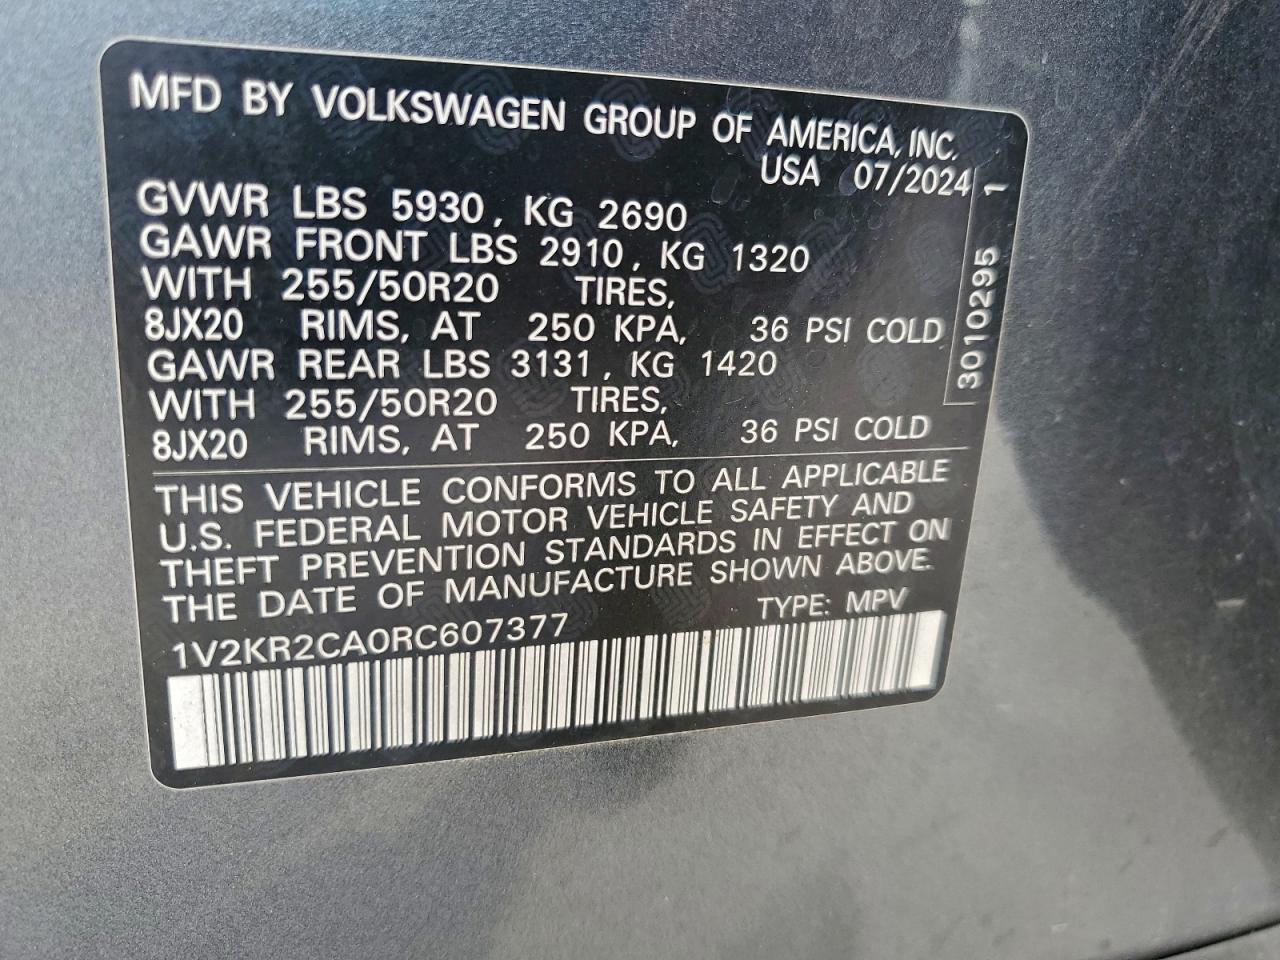 MFD BY VOLKSWAGEN GROUP OF AMERICA, INC.
USA 07/2024
GVWR LBS 5930, KG 2690
GAWR FRONT LBS 2910, KG 1320
WITH 255/50R20 TIRES,
8JX20 RIMS, AT 250 KPA, 36 PSI COLD
GAWR REAR LBS 3131, KG 1420
WITH 255/50R20 TIRES,
8JX20 RIMS, AT 250 KPA, 36 PSI COLD
3010295 1
THIS VEHICLE CONFORMS TO ALL APPLICABLE
U.S. FEDERAL MOTOR VEHICLE SAFETY AND
THEFT PREVENTION STANDARDS IN EFFECT ON
THE DATE OF MANUFACTURE SHOWN ABOVE.
1V2KR2CA0RC607377 TYPE: MPV